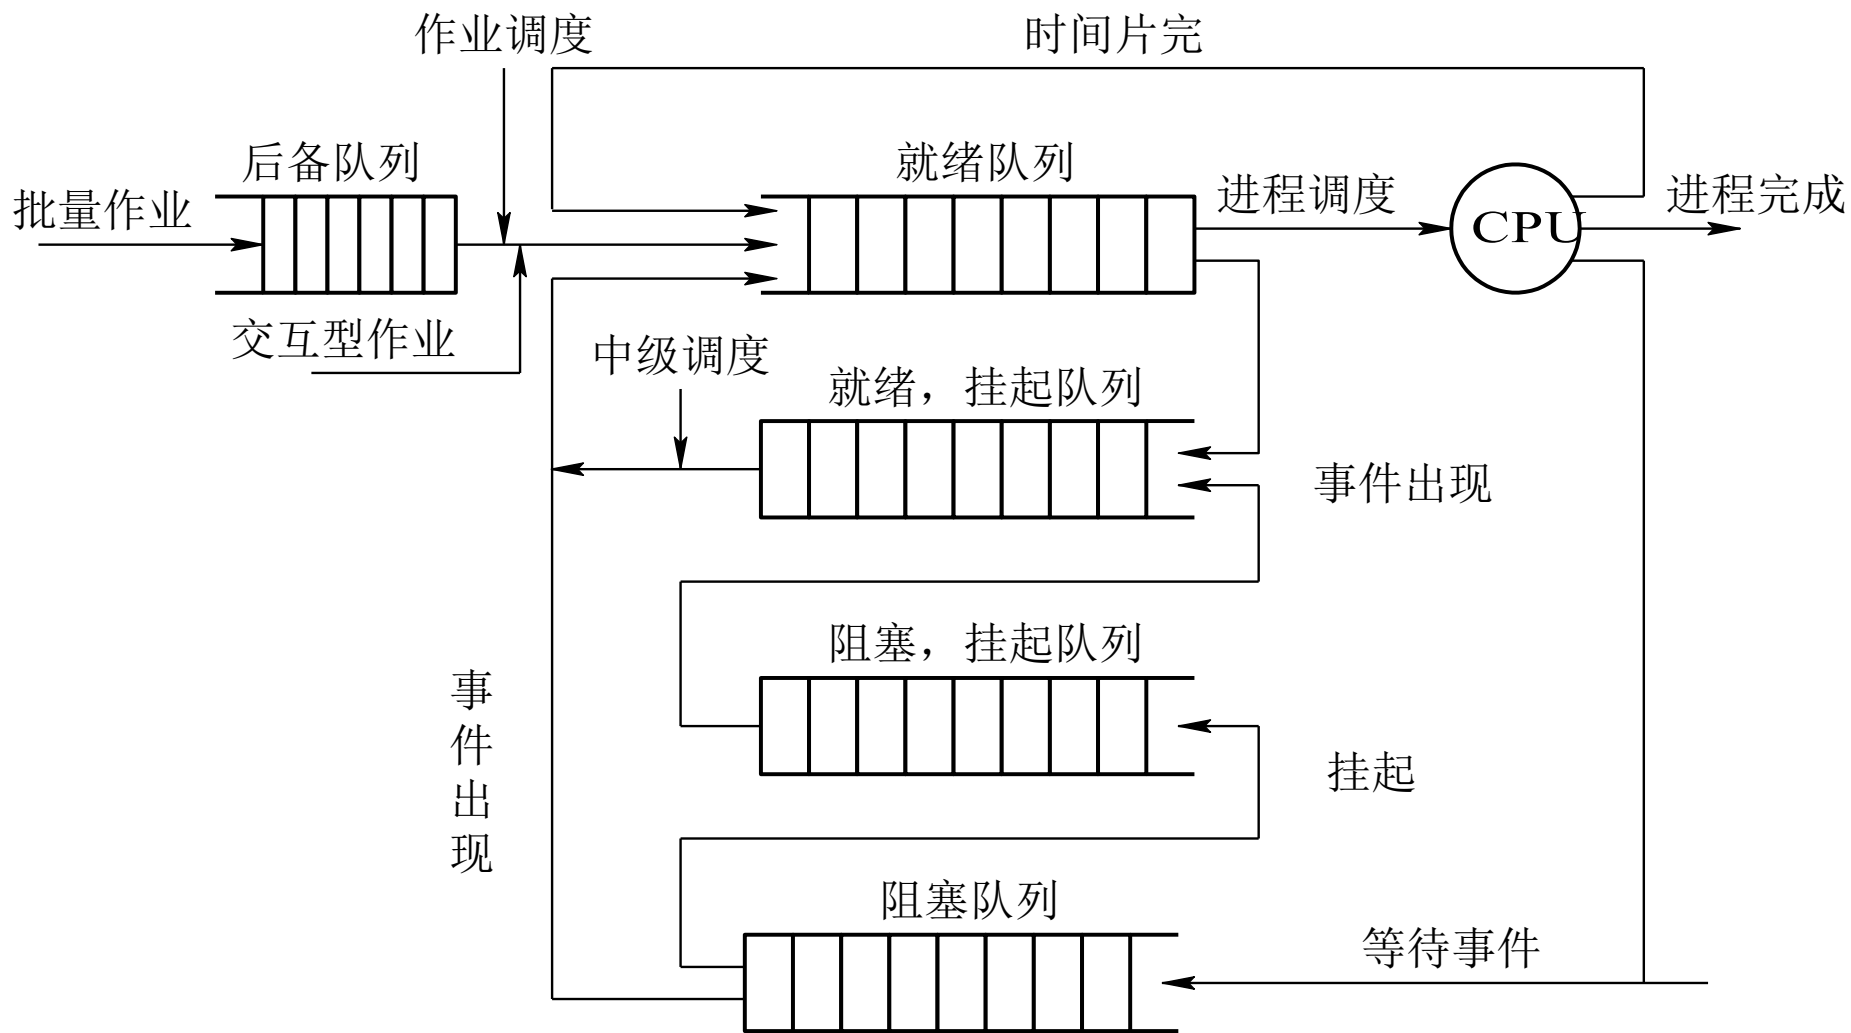 作业调度
时间片完
后备队列
就绪队列
批量作业
进程调度
CPU
进程完成
交互型作业
中级调度
就绪，挂起队列
事件出现
阻塞，挂起队列
事件出现
挂起
阻塞队列
等待事件